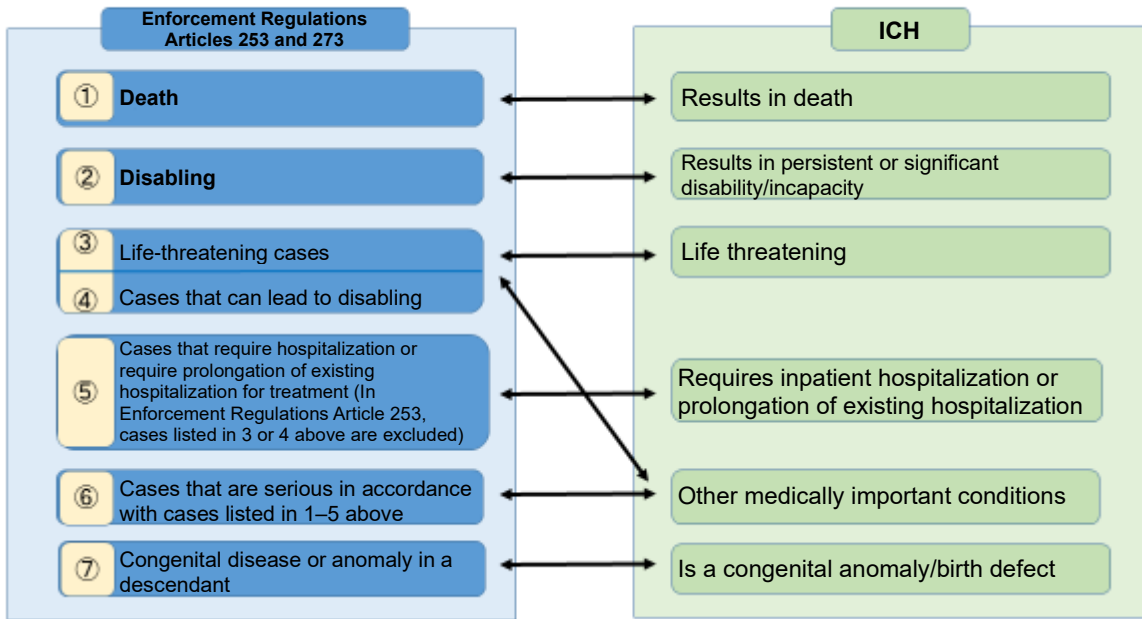 Enforcement Regulations
Articles 253 and 273
① Death
② Disabling
③ Life-threatening cases
④ Cases that can lead to disabling
⑤ Cases that require hospitalization or
require prolongation of existing
hospitalization for treatment (In
Enforcement Regulations Article 253,
cases listed in 3 or 4 above are excluded)
⑥ Cases that are serious in accordance
with cases listed in 1–5 above
⑦ Congenital disease or anomaly in a
descendant
ICH
Results in death
Results in persistent or significant
disability/incapacity
Life threatening
Requires inpatient hospitalization or
prolongation of existing hospitalization
Other medically important conditions
Is a congenital anomaly/birth defect